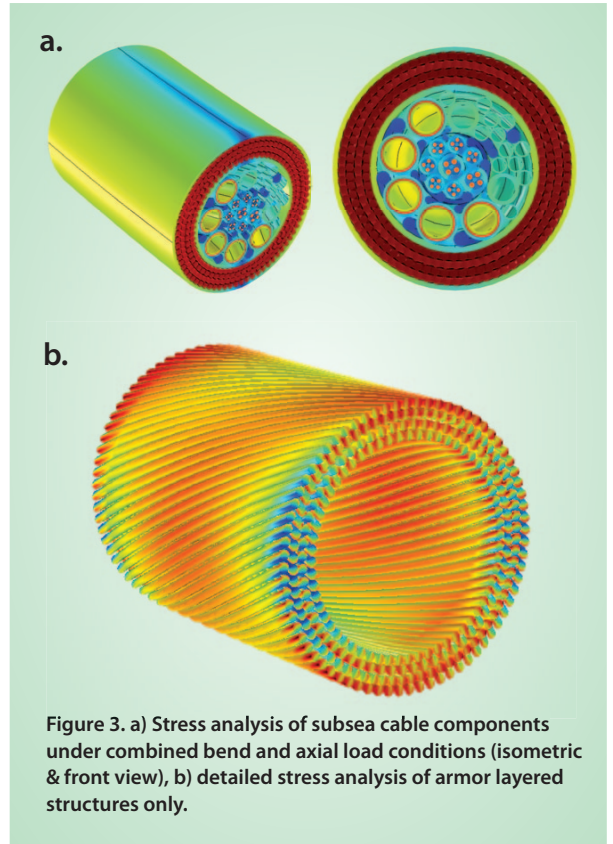 a.
b.
Figure 3. a) Stress analysis of subsea cable components
under combined bend and axial load conditions (isometric
& front view), b) detailed stress analysis of armor layered
structures only.